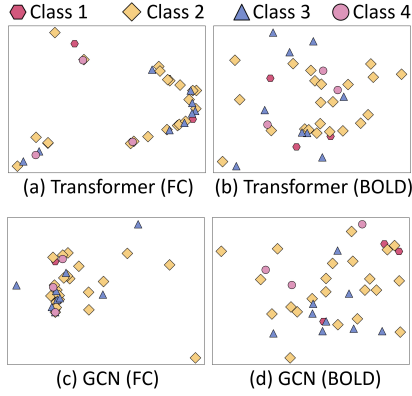 Class 1 Class 2 Class 3 Class 4
(a) Transformer (FC) (b) Transformer (BOLD)
(c) GCN (FC) (d) GCN (BOLD)